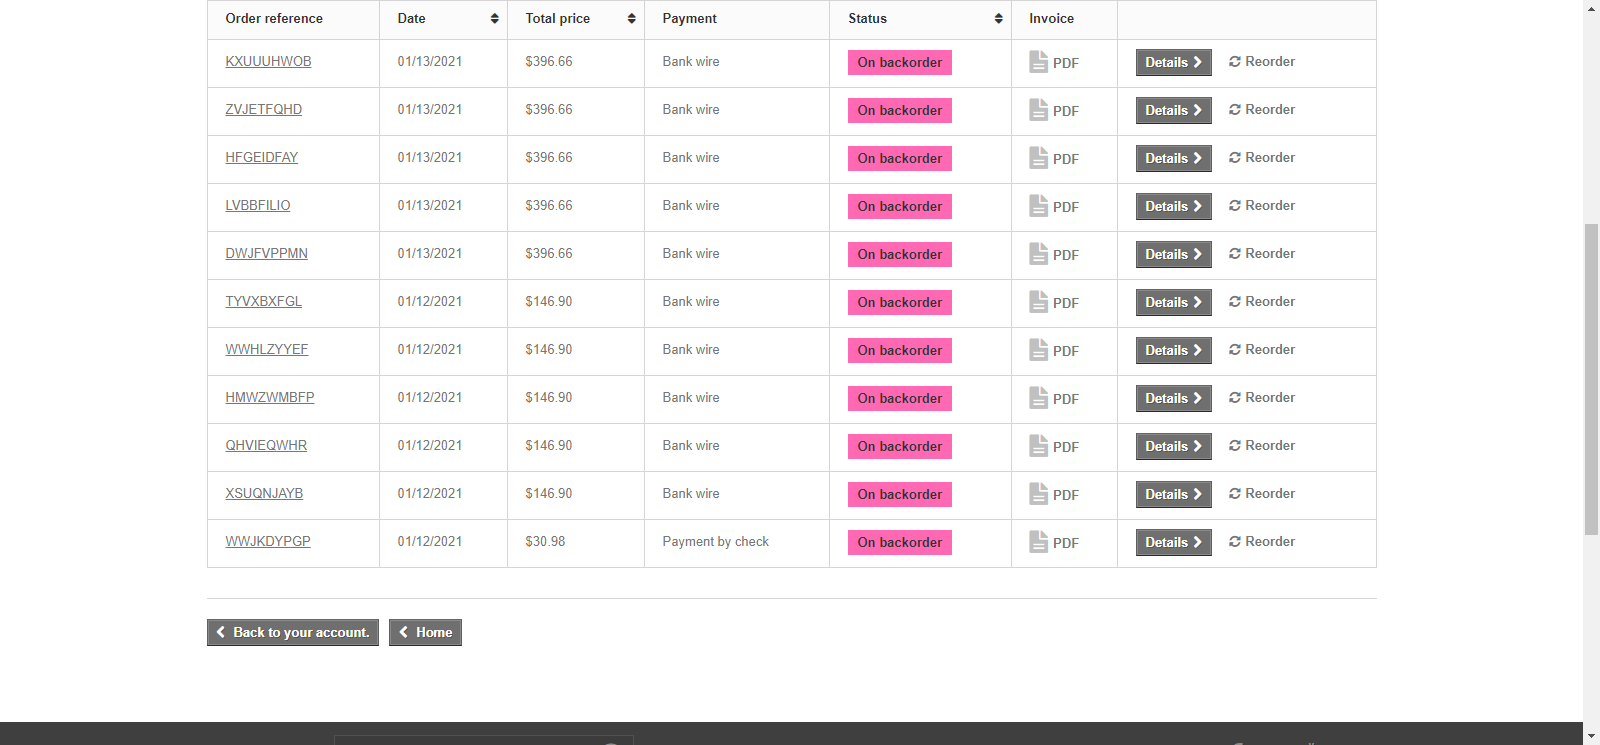 Order reference Date Total price Payment Status Invoice
KXUUUHWOB 01/13/2021 $396.66 Bank wire On backorder PDF Details Reorder
ZVJETFQHD 01/13/2021 $396.66 Bank wire On backorder PDF Details Reorder
HFGEIDFAY 01/13/2021 $396.66 Bank wire On backorder PDF Details Reorder
LVBBFILIO 01/13/2021 $396.66 Bank wire On backorder PDF Details Reorder
DWJFVPPMN 01/13/2021 $396.66 Bank wire On backorder PDF Details Reorder
TYVXBXFGL 01/12/2021 $146.90 Bank wire On backorder PDF Details Reorder
WWHLZYYEF 01/12/2021 $146.90 Bank wire On backorder PDF Details Reorder
HMWZWMBFP 01/12/2021 $146.90 Bank wire On backorder PDF Details Reorder
QHVIEQWHR 01/12/2021 $146.90 Bank wire On backorder PDF Details Reorder
XSUQNJAYB 01/12/2021 $146.90 Bank wire On backorder PDF Details Reorder
WWJKDYPGP 01/12/2021 $30.98 Payment by check On backorder PDF Details Reorder
Back to your account. Home